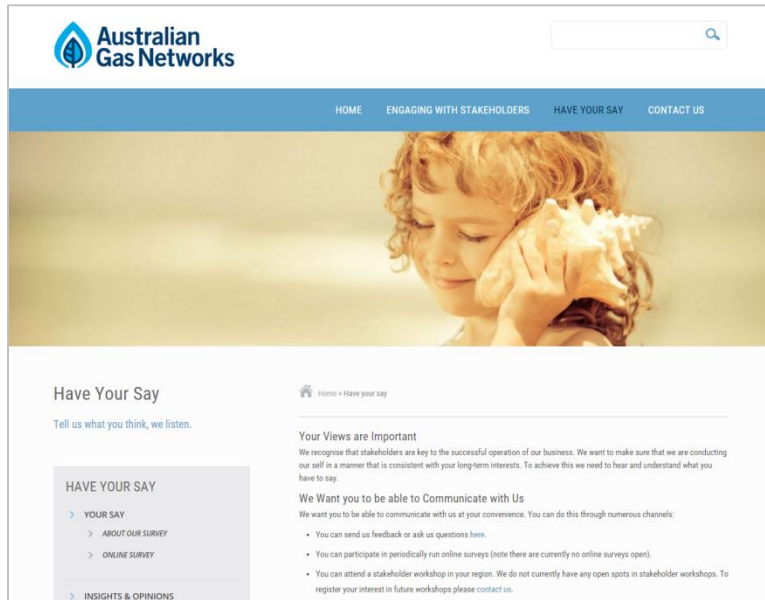 Australian
Gas Networks
HOME ENGAGING WITH STAKEHOLDERS HAVE YOUR SAY CONTACT US
Have Your Say
Tell us what you think, we listen.
HAVE YOUR SAY
> YOUR SAY
> ABOUT OUR SURVEY
> ONLINE SURVEY
> INSIGHTS & OPINIONS
Home > Have your say
Your Views are Important
We recognise that stakeholders are key to the successful operation of our business. We want to make sure that we are conducting
our self in a manner that is consistent with your long-term interests. To achieve this we need to hear and understand what you
have to say.
We Want you to be able to Communicate with Us
We want you to be able to communicate with us at your convenience. You can do this through numerous channels:
• You can send us feedback or ask us questions here.
• You can participate in periodically run online surveys (note there are currently no online surveys open).
• You can attend a stakeholder workshop in your region. We do not currently have any open spots in stakeholder workshops. To
register your interest in future workshops please contact us.